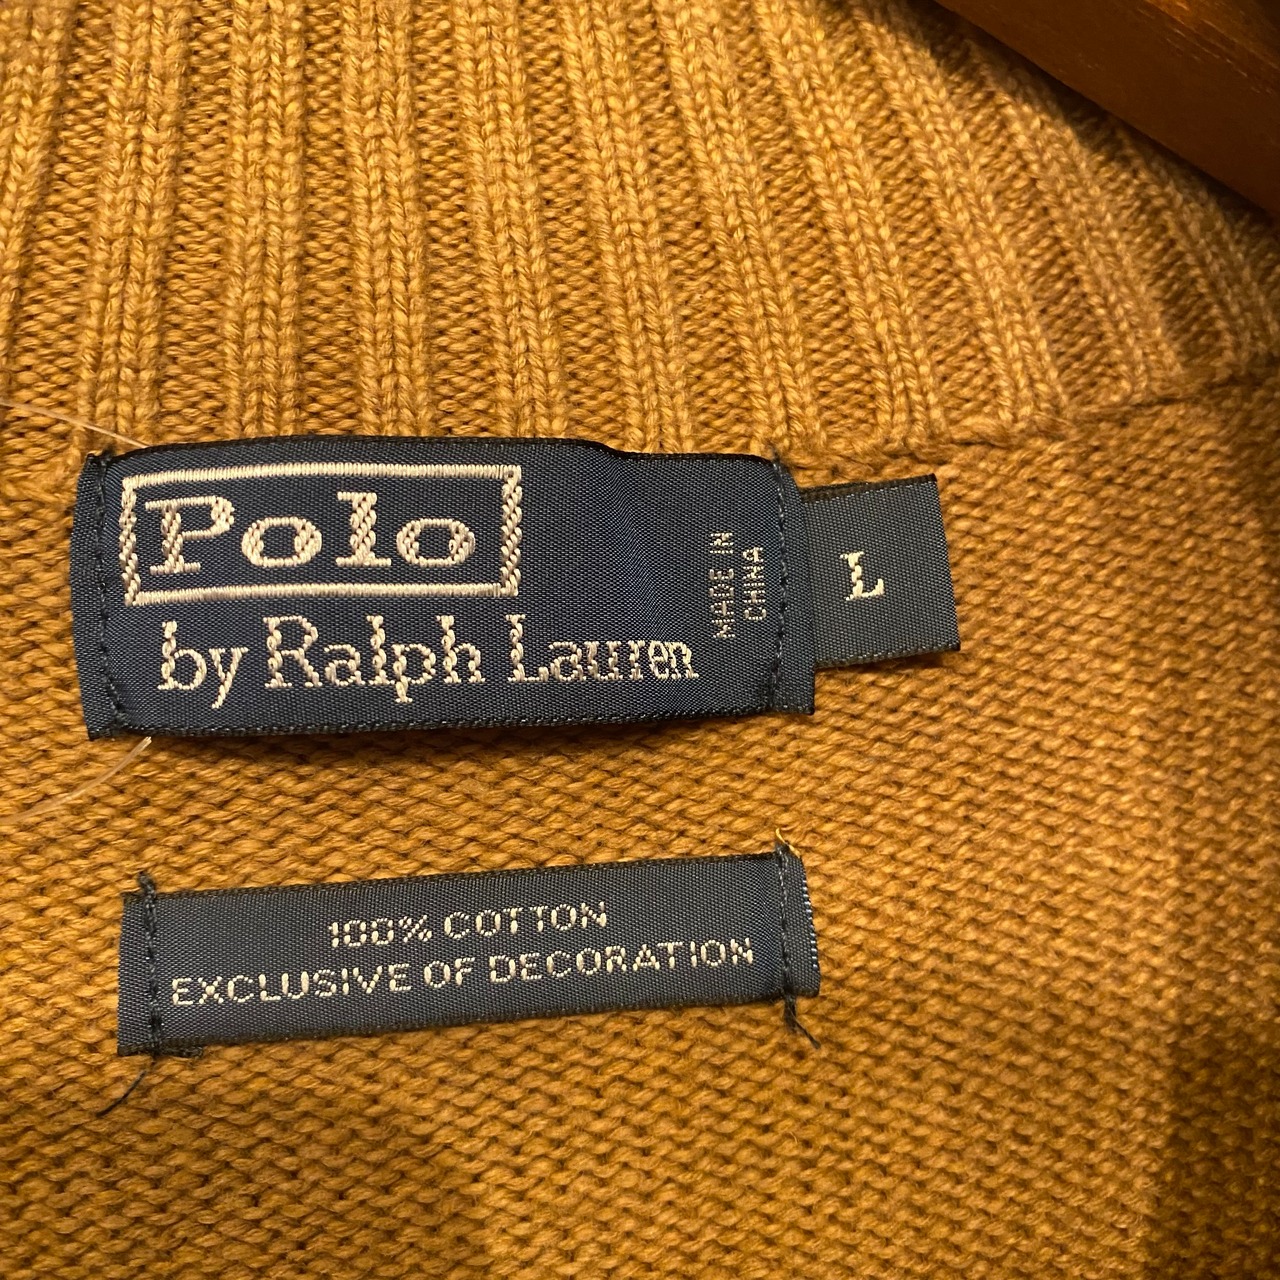 Polo
by Ralph Lauren
MADE IN
CHINA
L
100% COTTON
EXCLUSIVE OF DECORATION